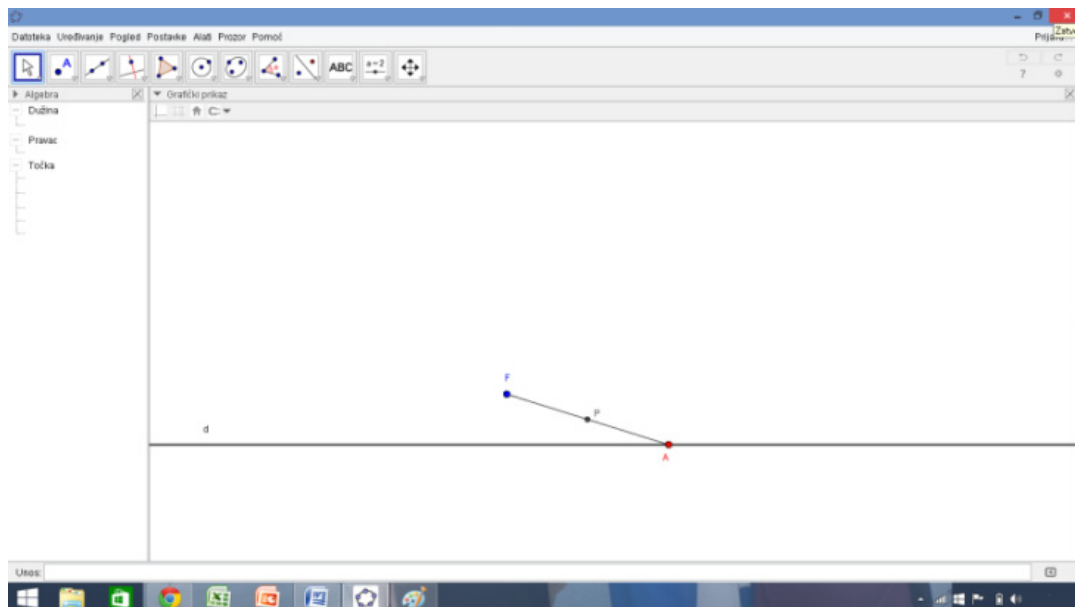 Datoteka Uređivanje Pogled Postavke Alati Prozor Pomoć
ABC
a=2
Algebra
Grafički prikaz
Dužina
Pravac
Točka
F
P
d
A
Unos: